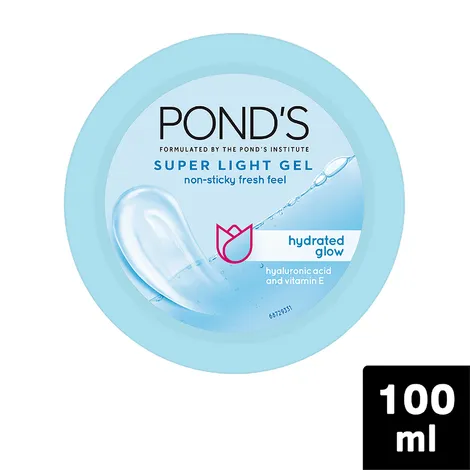 POND'S
FORMULATED BY THE POND'S INSTITUTE
SUPER LIGHT GEL
non-sticky fresh feel
hydrated
glow
hyaluronic acid
and vitamin E
68729331
100
ml